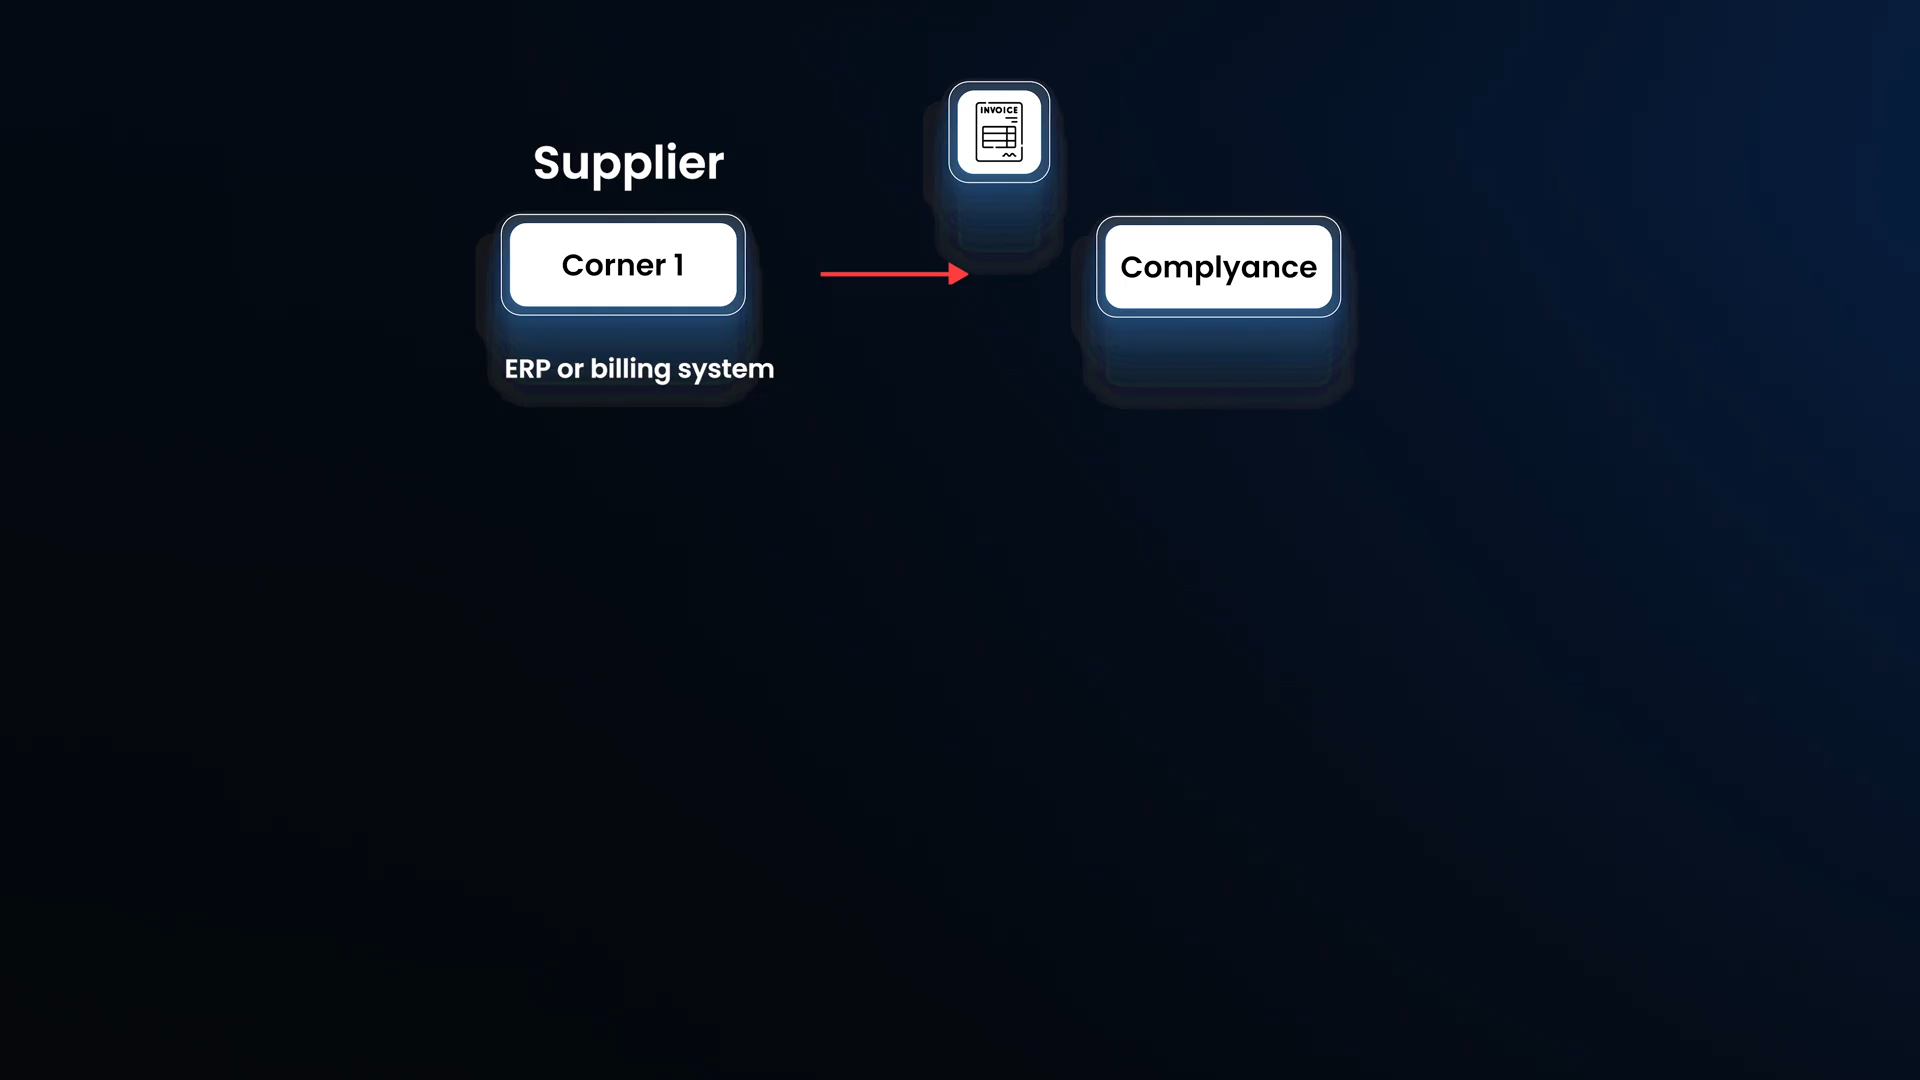 INVOICE
Supplier
Corner 1
Complyance
ERP or billing system